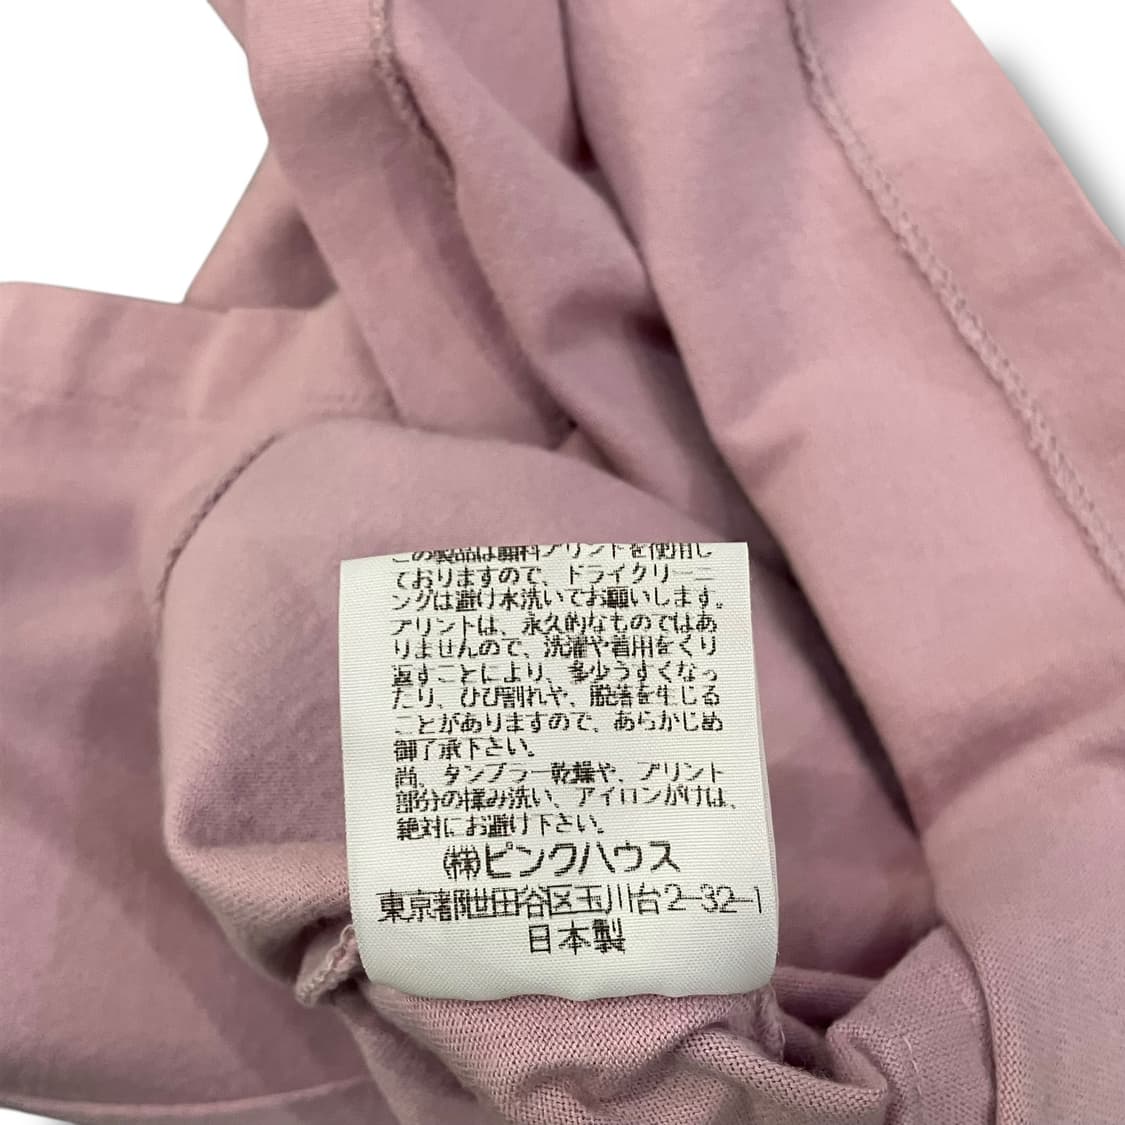 この製品は顔料プリントを使用し
ておりますので、ドライクリーニ
ングは避け水洗いでお願いします。
プリントは、永久的なものではあ
りませんので、洗濯や着用をくり
返すことにより、多少うすくなっ
たり、ひび割れや、脱落を生じる
ことがありますので、あらかじめ
御了承下さい。
尚、タンブラー乾燥や、プリント
部分の揉み洗い、アイロンがけは、
絶対にお避け下さい。
㈱ピンクハウス
東京都世田谷区玉川台2-32-1
日本製